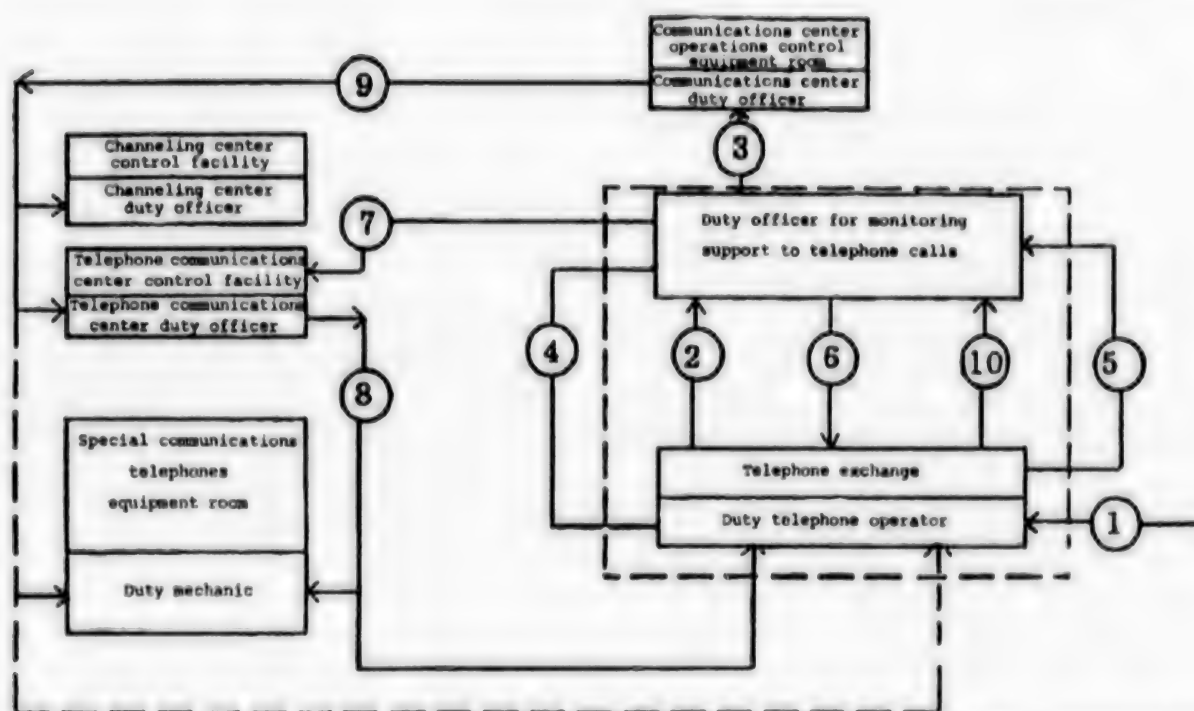 Communications center
operations control
equipment room
Communications center
duty officer
9
3
Channeling center
control facility
Channeling center
duty officer
7
Duty officer for monitoring
support to telephone calls
Telephone communications
center control facility
Telephone communications
center duty officer
4
2
6
10
5
8
Special communications
telephones
equipment room
Duty mechanic
Telephone exchange
Duty telephone operator
1